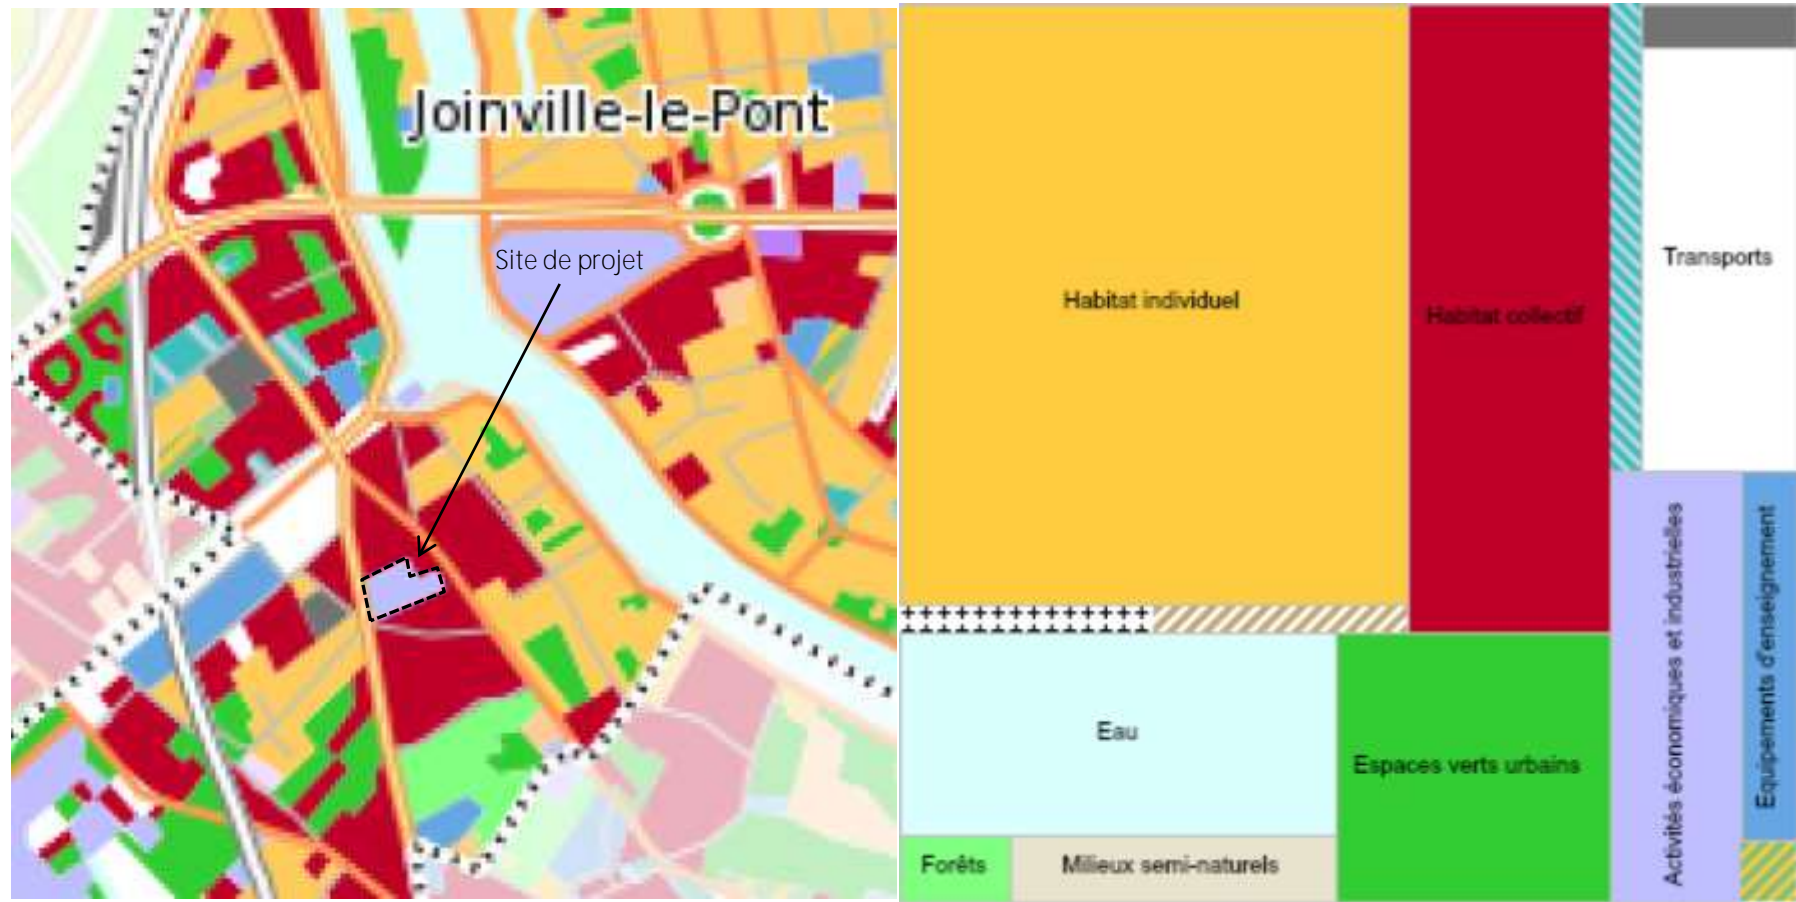 Joinville-le-Pont
Site de projet
Habitat individuel
Habitat collectif
Transports
Eau
Espaces verts urbains
Activités économiques et industrielles
Equipements d'enseignement
Forêts
Milieux semi-naturels